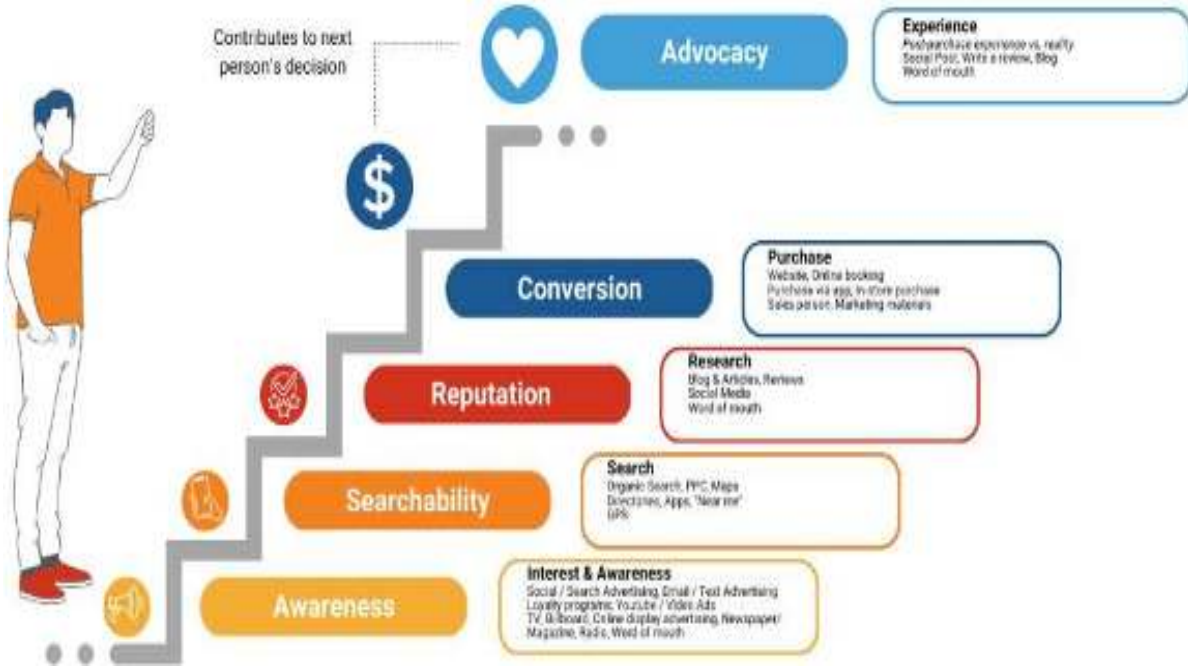 Contributes to next
person's decision
Advocacy
Experience
Post-purchase experience vs. reality
Social Post, Write a review, Blog
Word of mouth
$
Conversion
Purchase
Website, Online booking
Purchase via app, In-store purchase
Sales person, Marketing materials
Reputation
Research
Blog & Articles, Reviews
Social Media
Word of mouth
Searchability
Search
Organic Search, PPC, Maps
Directories, Apps, "Near me"
GPS
Awareness
Interest & Awareness
Social / Search Advertising, Email / Text Advertising
Loyalty programs, Youtube / Video Ads
TV, Billboard, Online display advertising, Newspaper/
Magazine, Radio, Word of mouth